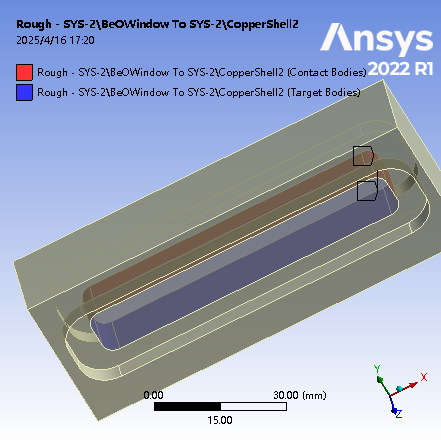 Rough - SYS-2\BeOWindow To SYS-2\CopperShell2
2025/4/16 17:20
Ansys
2022 R1
Rough - SYS-2\BeOWindow To SYS-2\CopperShell2 (Contact Bodies)
Rough - SYS-2\BeOWindow To SYS-2\CopperShell2 (Target Bodies)
0.00 30.00 (mm)
15.00
Y
X
Z